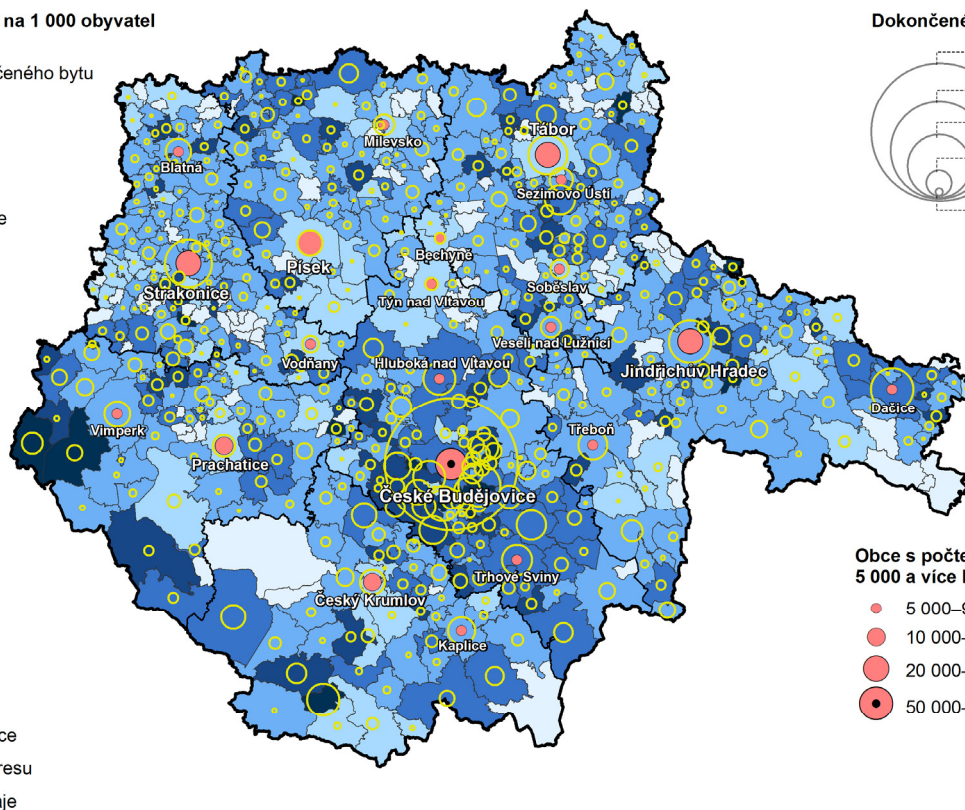 na 1 000 obyvatel
čeného bytu
e
ce
resu
aje
Dokončené
Milevsko
Tábor
Blatná
Sezimovo Ústí
Bechyně
Písek
Strakonice
Týn nad Vltavou
Soběslav
Vodňany
Hluboká nad Vltavou
Veselí nad Lužnicí
Jindřichův Hradec
Dačice
Vimperk
Prachatice
Třeboň
České Budějovice
Trhové Sviny
Český Krumlov
Kaplice
Obce s počte
5 000 a více
5 000–9
10 000–
20 000–
50 000–